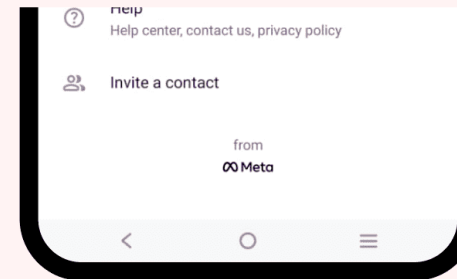 Help
Help center, contact us, privacy policy
Invite a contact
from
Meta